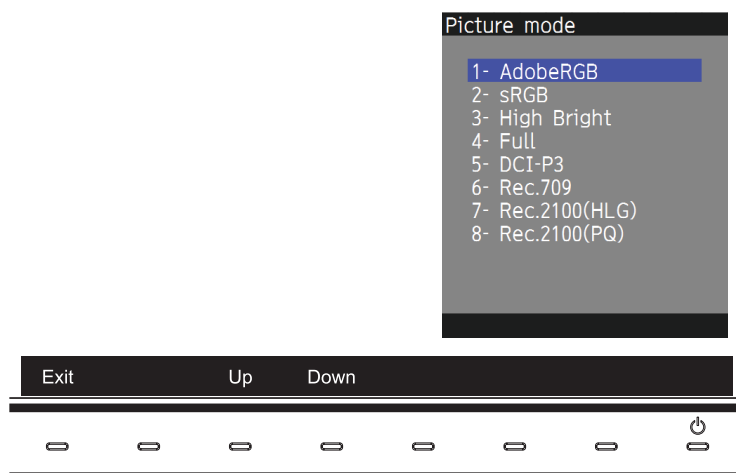 Picture mode
1- AdobeRGB
2- sRGB
3- High Bright
4- Full
5- DCI-P3
6- Rec.709
7- Rec.2100(HLG)
8- Rec.2100(PQ)
Exit Up Down